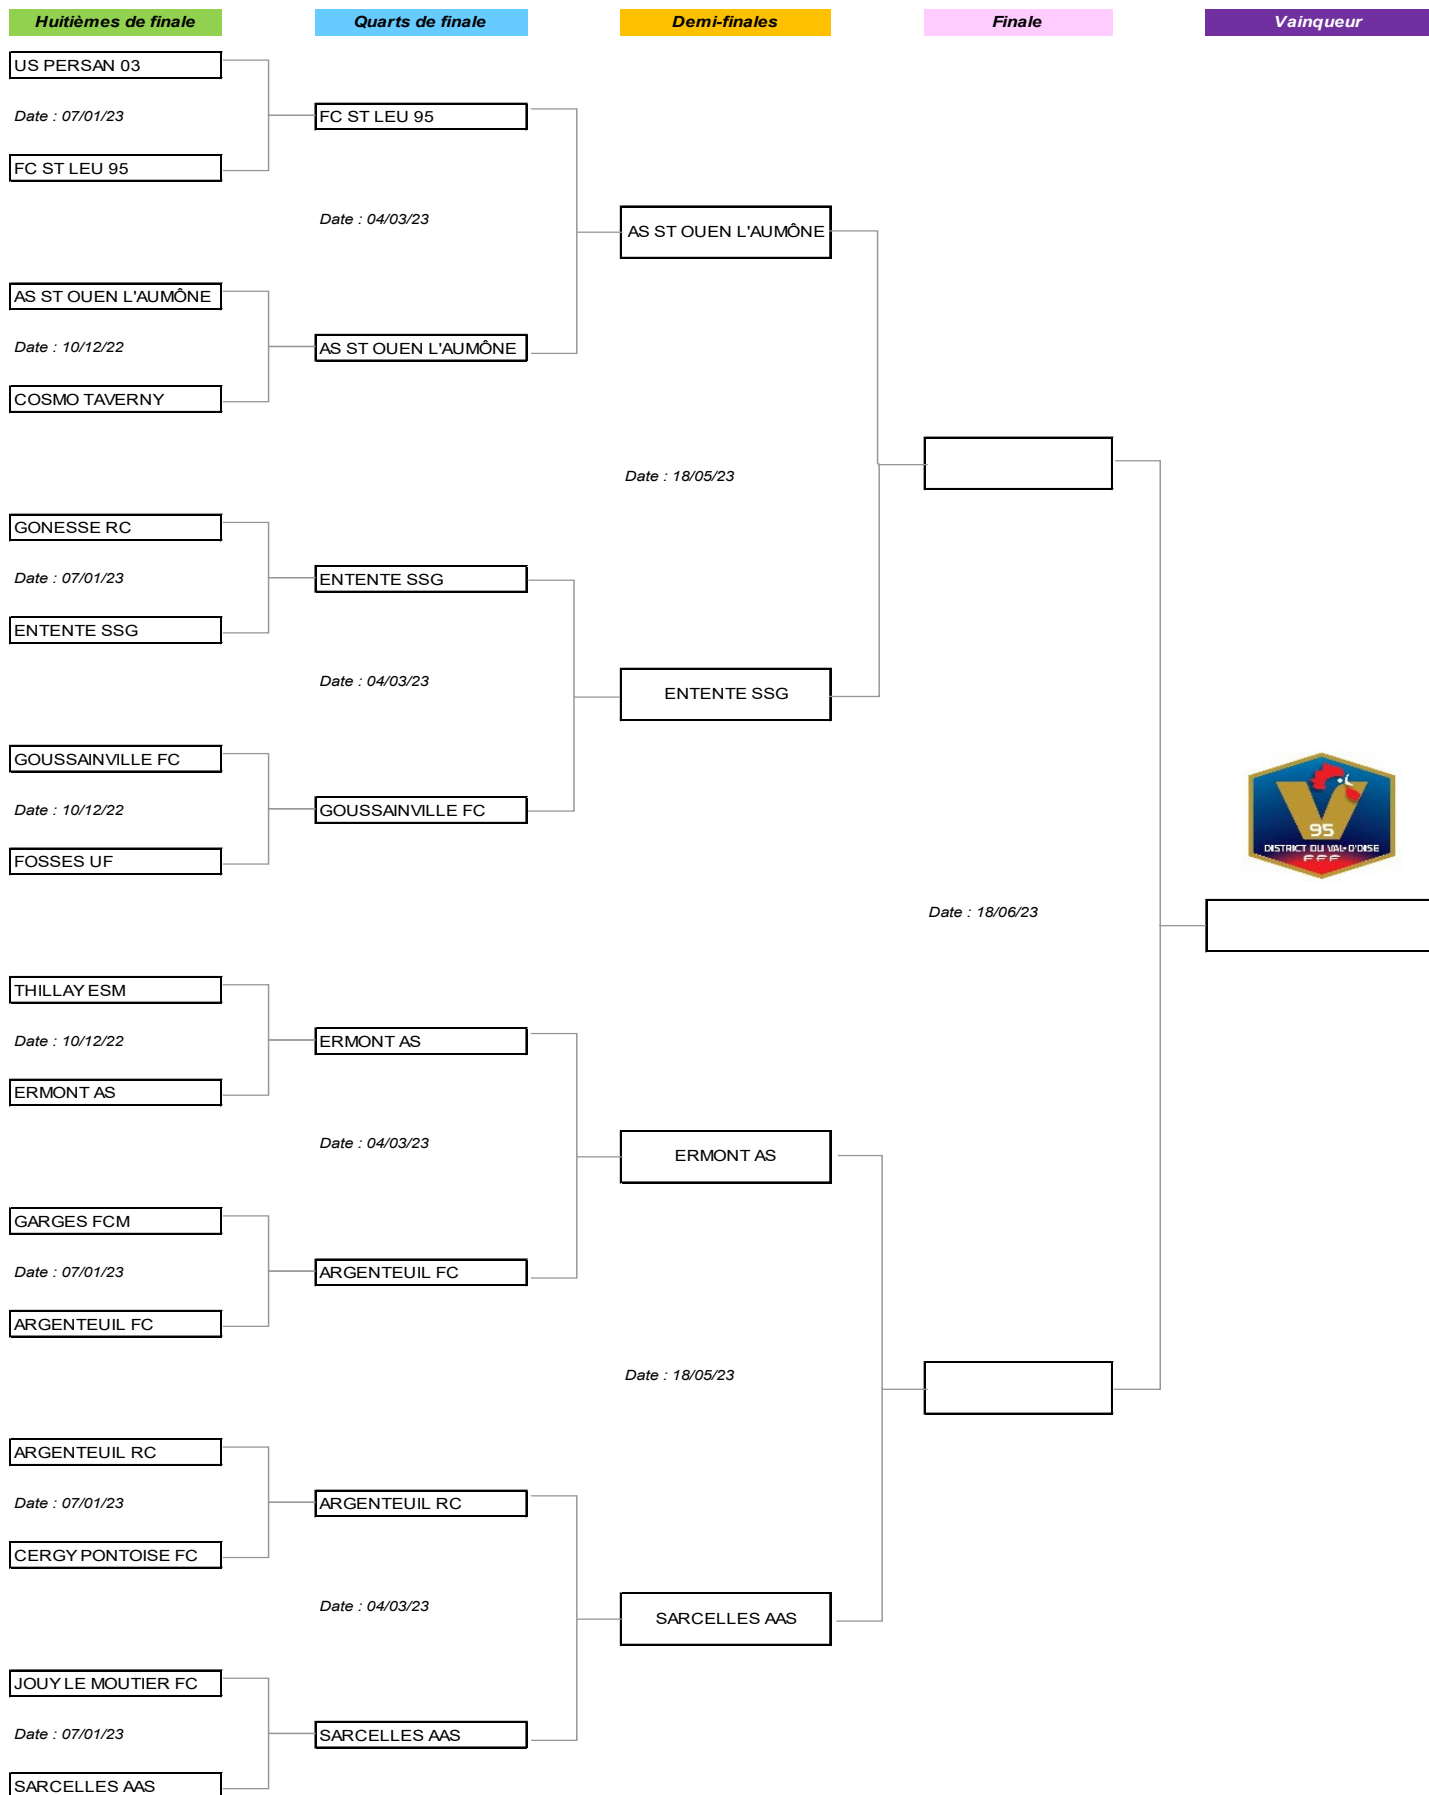 Huitièmes de finale
Quarts de finale
Demi-finales
Finale
Vainqueur
US PERSAN 03
Date : 07/01/23
FC ST LEU 95
FC ST LEU 95
Date : 04/03/23
AS ST OUEN L'AUMÔNE
AS ST OUEN L'AUMÔNE
Date : 10/12/22
AS ST OUEN L'AUMÔNE
COSMO TAVERNY
Date : 18/05/23
GONESSE RC
Date : 07/01/23
ENTENTE SSG
ENTENTE SSG
Date : 04/03/23
ENTENTE SSG
GOUSSAINVILLE FC
Date : 10/12/22
GOUSSAINVILLE FC
FOSSES UF
95
DISTRICT DU VAL-D'OISE
FFF
Date : 18/06/23
THILLAY ESM
Date : 10/12/22
ERMONT AS
ERMONT AS
Date : 04/03/23
ERMONT AS
GARGES FCM
Date : 07/01/23
ARGENTEUIL FC
ARGENTEUIL FC
Date : 18/05/23
ARGENTEUIL RC
Date : 07/01/23
ARGENTEUIL RC
CERGY PONTOISE FC
Date : 04/03/23
SARCELLES AAS
JOUY LE MOUTIER FC
Date : 07/01/23
SARCELLES AAS
SARCELLES AAS